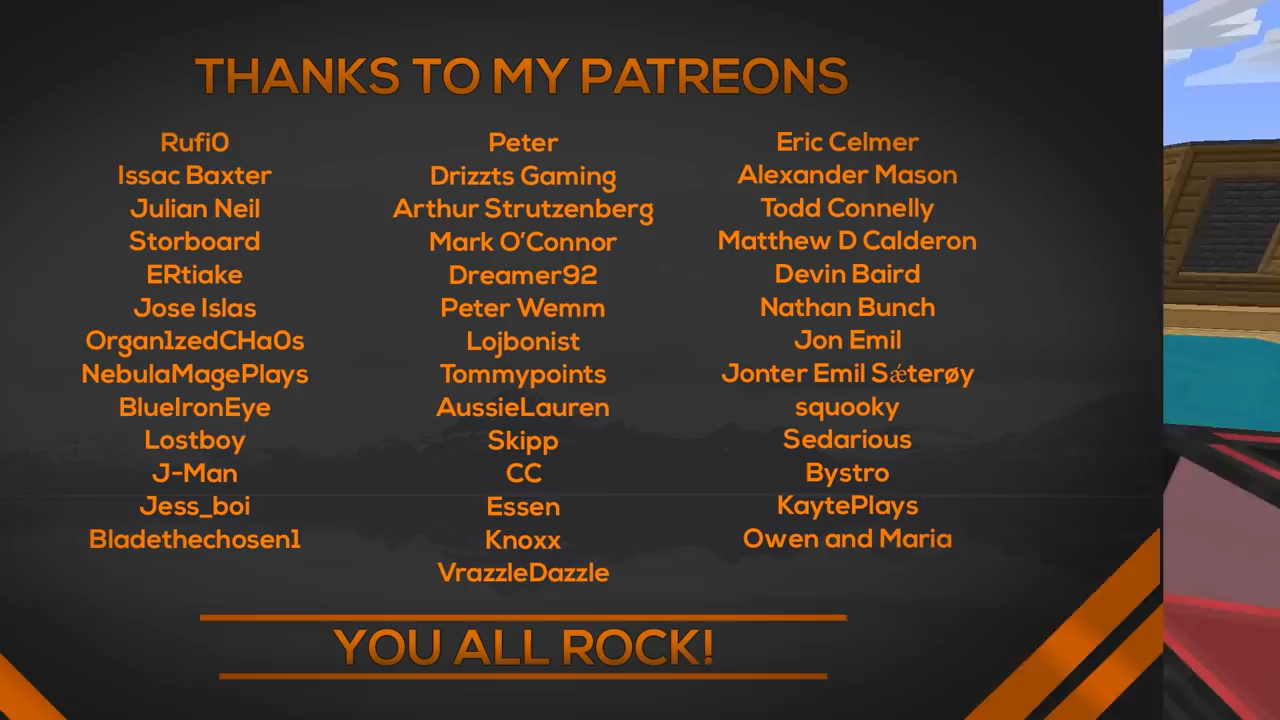 THANKS TO MY PATREONS
Rufi0
Issac Baxter
Julian Neil
Storboard
ERtiake
Jose Islas
Organ1zedCHa0s
NebulaMagePlays
BlueIronEye
Lostboy
J-Man
Jess_boi
Bladethechosen1
Peter
Drizzts Gaming
Arthur Strutzenberg
Mark O’Connor
Dreamer92
Peter Wemm
Lojbonist
Tommypoints
AussieLauren
Skipp
CC
Essen
Knoxx
VrazzleDazzle
Eric Celmer
Alexander Mason
Todd Connelly
Matthew D Calderon
Devin Baird
Nathan Bunch
Jon Emil
Jonter Emil Sǽterøy
squooky
Sedarious
Bystro
KaytePlays
Owen and Maria
YOU ALL ROCK!